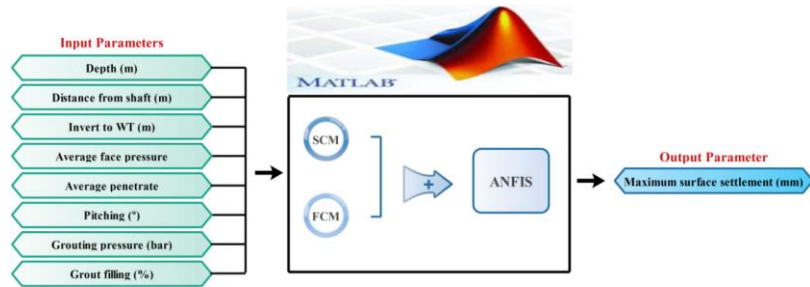 Input Parameters
Depth (m)
Distance from shaft (m)
Invert to WT (m)
Average face pressure
Average penetrate
Pitching (°)
Grouting pressure (bar)
Grout filling (%)
MATLAB
SCM
FCM
+
ANFIS
Output Parameter
Maximum surface settlement (mm)